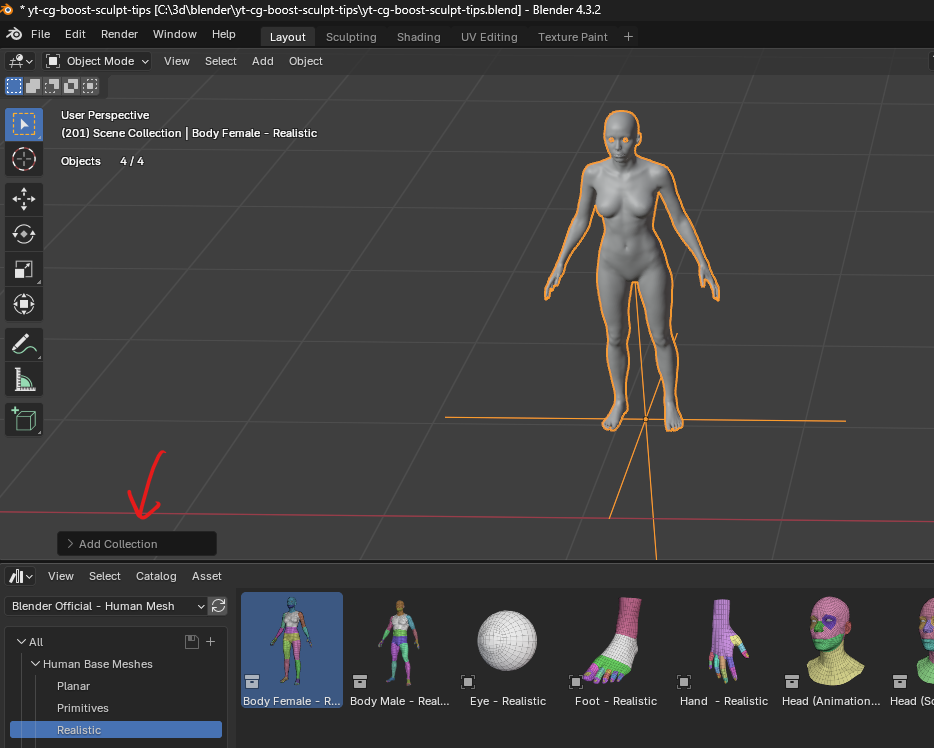 * yt-cg-boost-sculpt-tips [C:\3d\blender\yt-cg-boost-sculpt-tips\yt-cg-boost-sculpt-tips.blend] - Blender 4.3.2
File Edit Render Window Help Layout Sculpting Shading UV Editing Texture Paint +
Object Mode View Select Add Object
User Perspective
(201) Scene Collection | Body Female - Realistic
Objects 4 / 4
> Add Collection
View Select Catalog Asset
Blender Official - Human Mesh
All
Human Base Meshes
Planar
Primitives
Realistic
Body Female - R... Body Male - Real... Eye - Realistic Foot - Realistic Hand - Realistic Head (Animation... Head (Sc